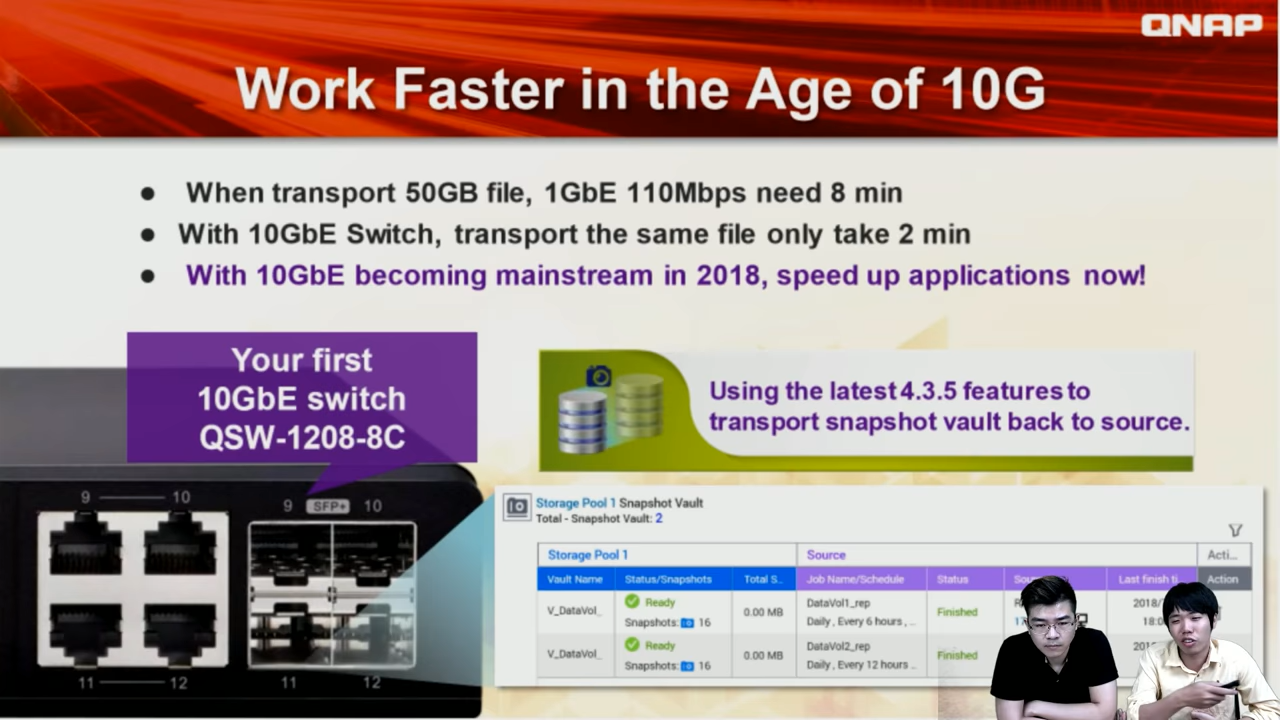 QNAP
Work Faster in the Age of 10G
● When transport 50GB file, 1GbE 110Mbps need 8 min
● With 10GbE Switch, transport the same file only take 2 min
● With 10GbE becoming mainstream in 2018, speed up applications now!
Your first
10GbE switch
QSW-1208-8C
Using the latest 4.3.5 features to
transport snapshot vault back to source.
9 10
9 SFP+ 10
11 12
11 12
Storage Pool 1 Snapshot Vault
Total - Snapshot Vault: 2
Storage Pool 1 Source Acti...
Vault Name Status/Snapshots Total S.. Job Name/Schedule Status Last finish ti Action
V_DataVol_ Ready Snapshots: 16 0.00 MB DataVol1_rep Daily , Every 6 hours , .. Finished
V_DataVol_ Ready Snapshots: 16 0.00 MB DataVol2_rep Daily , Every 12 hours .. Finished